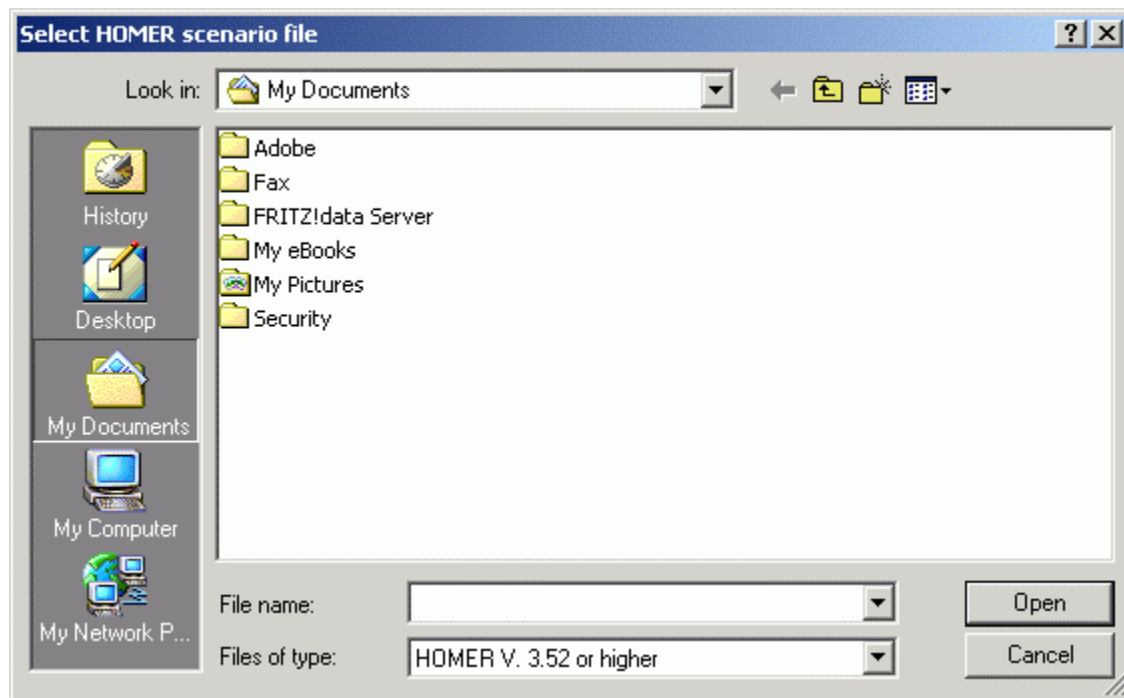 Select HOMER scenario file
Look in: My Documents
History
Desktop
My Documents
My Computer
My Network P...
Adobe
Fax
FRITZ!data Server
My eBooks
My Pictures
Security
File name:
Open
Files of type: HOMER V. 3.52 or higher
Cancel